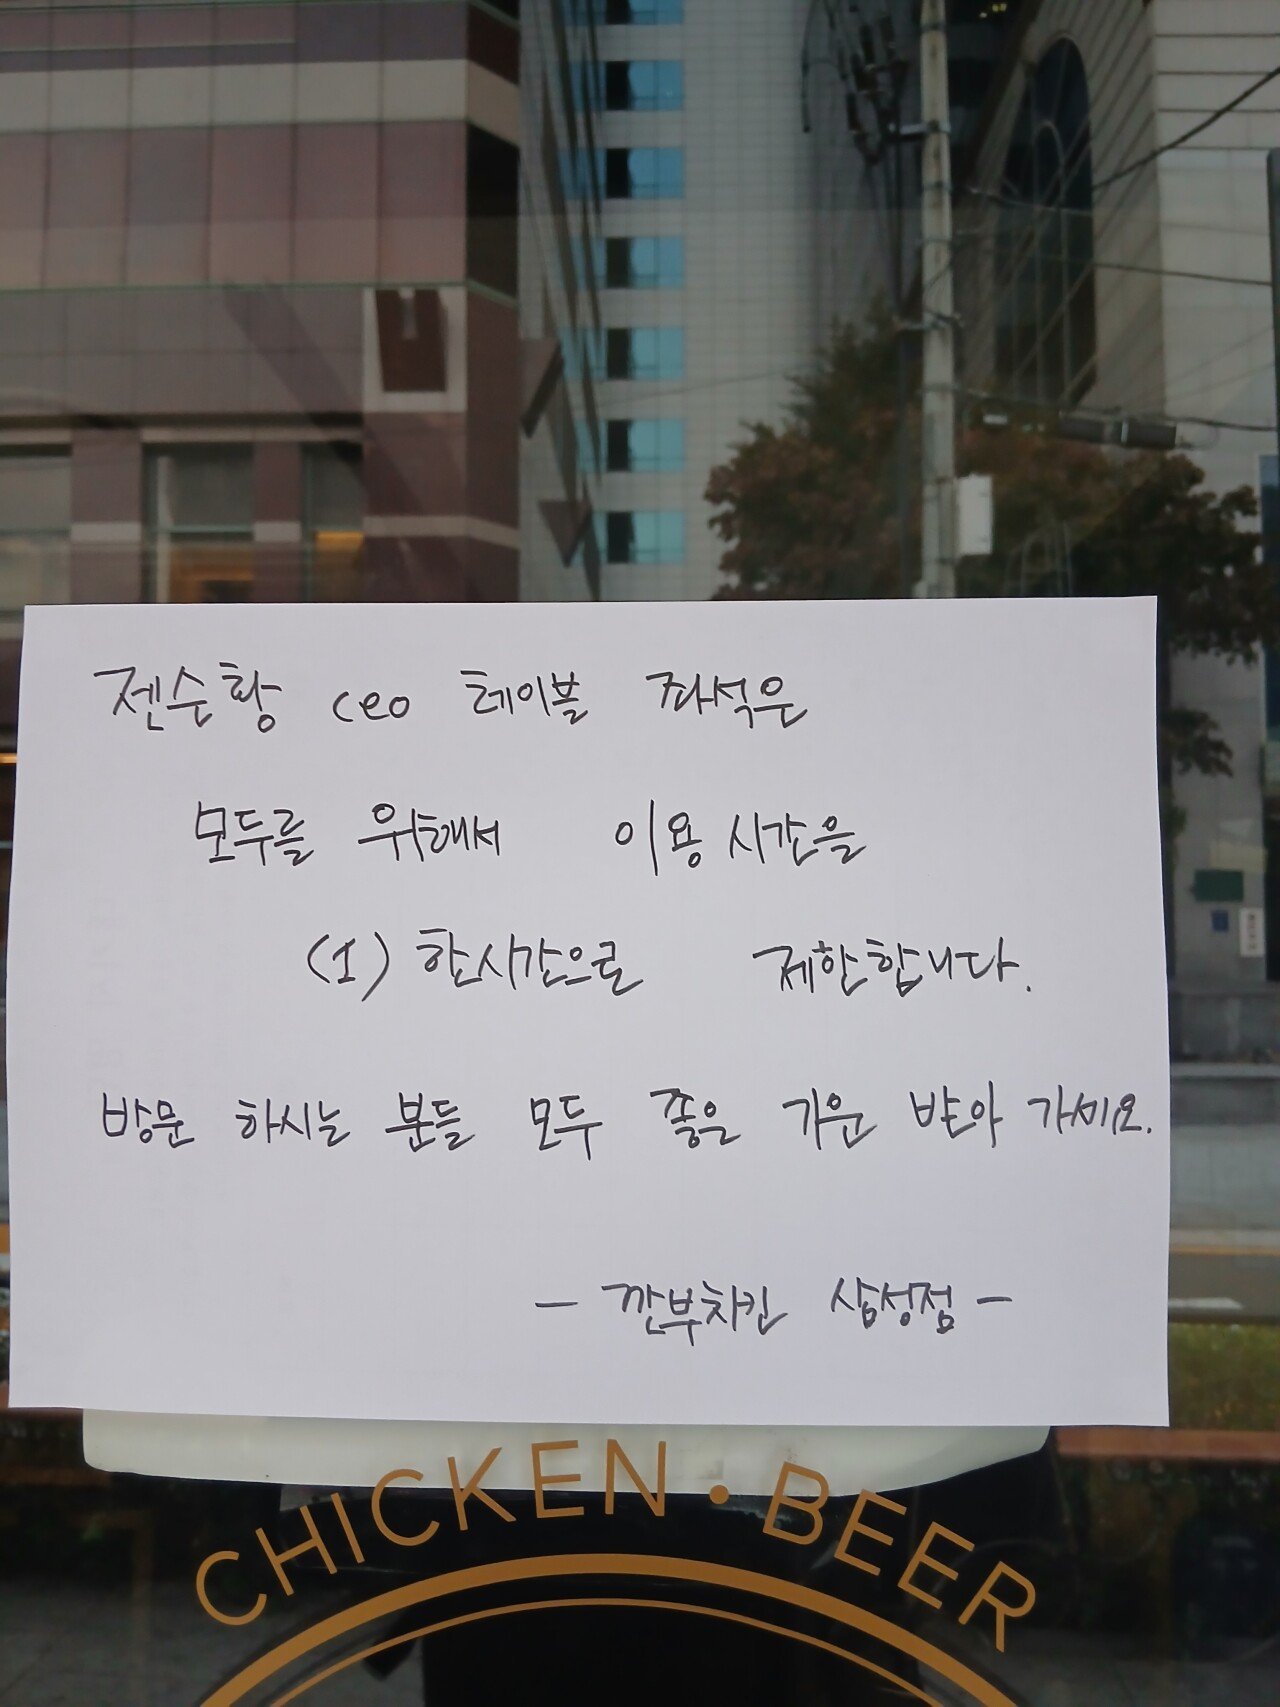 젠슨황 ceo 테이블 좌석은
모두를 위해서 이용 시간을
(1) 한시간으로 제한합니다.
방문 하시는 분들 모두 좋은 기운 받아 가세요.
- 깐부치킨 삼성점 -
CHICKEN • BEER